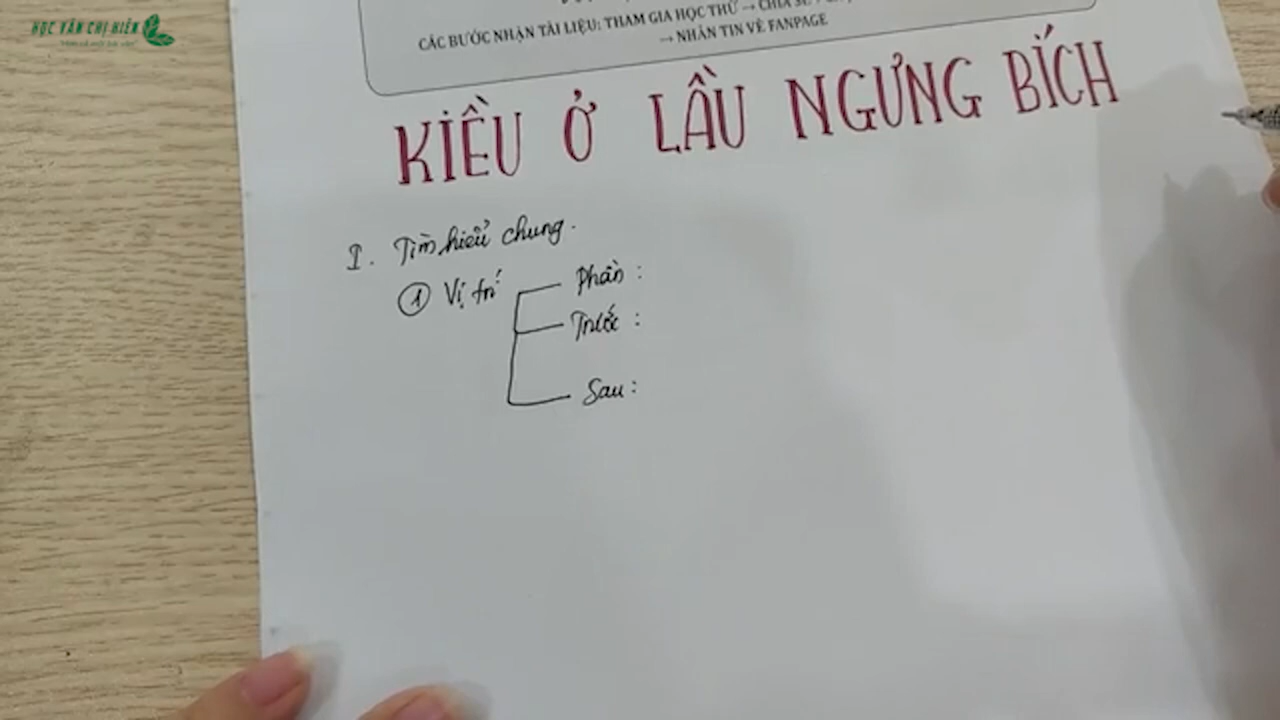 HỌC VĂN CHỊ HIÊN
CÁC BƯỚC NHẬN TÀI LIỆU: THAM GIA HỌC THỬ → CHIA SẺ
→ NHẮN TIN VỀ FANPAGE
KIỀU Ở LẦU NGƯNG BÍCH
I. Tìm hiểu chung.
① Vị trí
Phần :
Trước :
Sau :